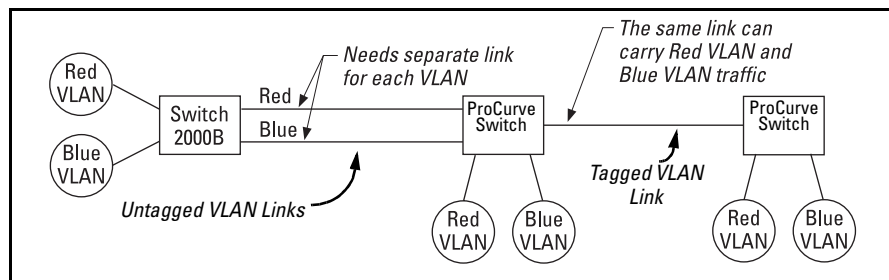 Red
VLAN
Blue
VLAN
Switch
2000B
Needs separate link
for each VLAN
Red
Blue
Untagged VLAN Links
ProCurve
Switch
Red
VLAN
Blue
VLAN
The same link can
carry Red VLAN and
Blue VLAN traffic
Tagged VLAN
Link
ProCurve
Switch
Red
VLAN
Blue
VLAN